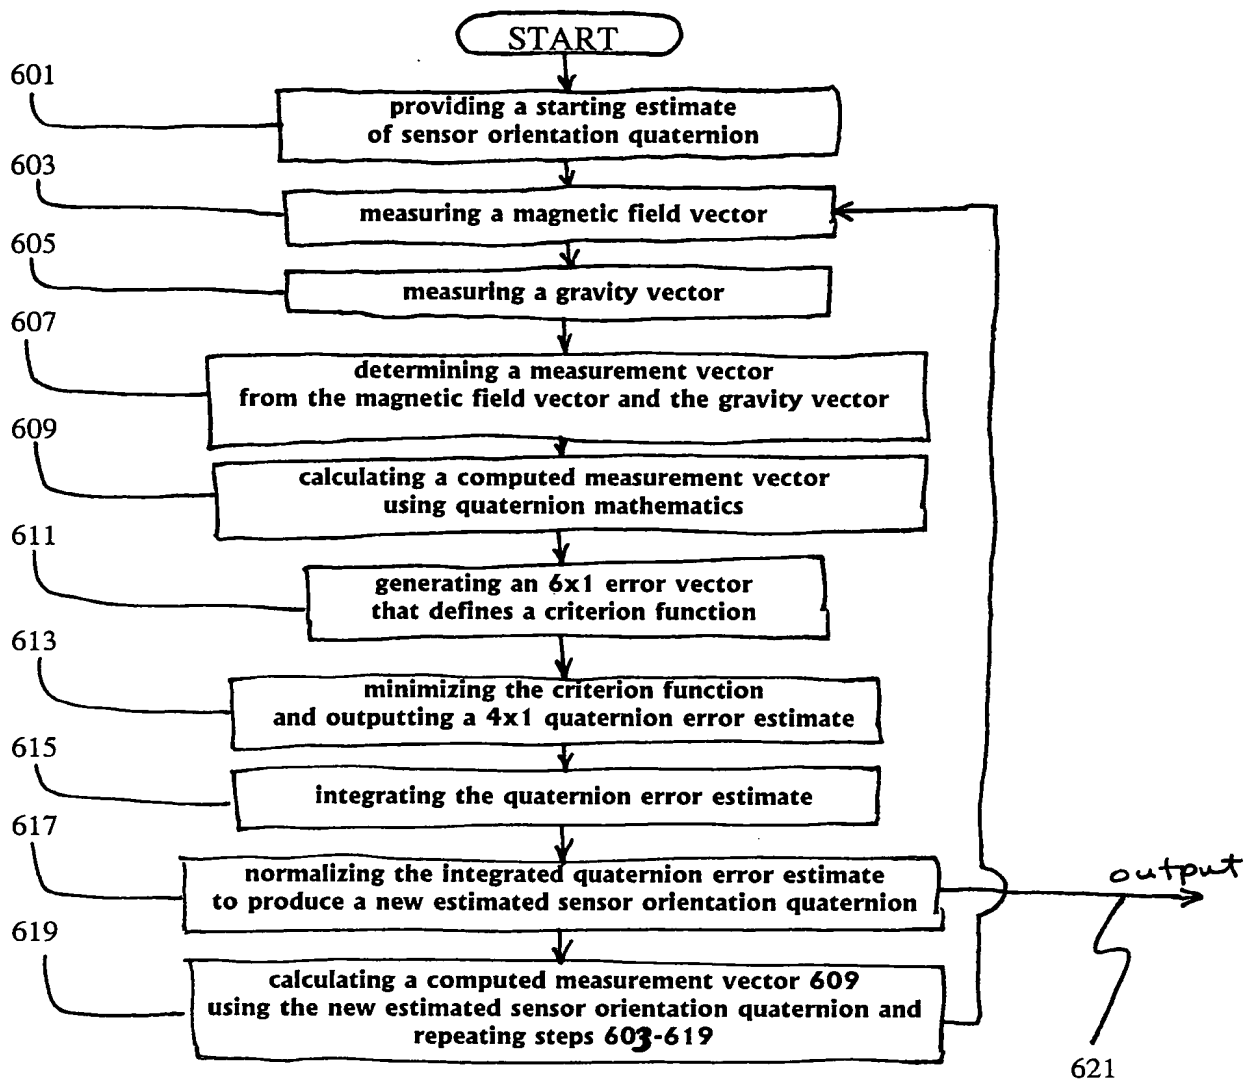 START
601
providing a starting estimate
of sensor orientation quaternion
603
measuring a magnetic field vector
605
measuring a gravity vector
607
determining a measurement vector
from the magnetic field vector and the gravity vector
609
calculating a computed measurement vector
using quaternion mathematics
611
generating an 6x1 error vector
that defines a criterion function
613
minimizing the criterion function
and outputting a 4x1 quaternion error estimate
615
integrating the quaternion error estimate
617
normalizing the integrated quaternion error estimate
to produce a new estimated sensor orientation quaternion
output
619
calculating a computed measurement vector 609
using the new estimated sensor orientation quaternion and
repeating steps 603-619
621